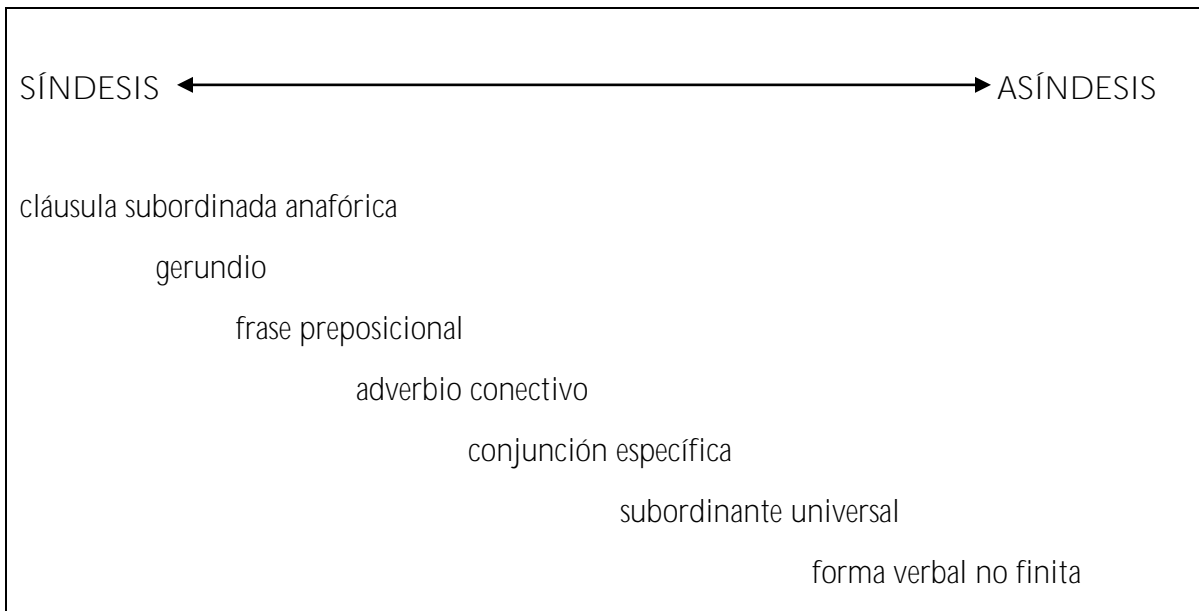 SÍNDESIS ASÍNDESIS
cláusula subordinada anafórica
gerundio
frase preposicional
adverbio conectivo
conjunción específica
subordinante universal
forma verbal no finita